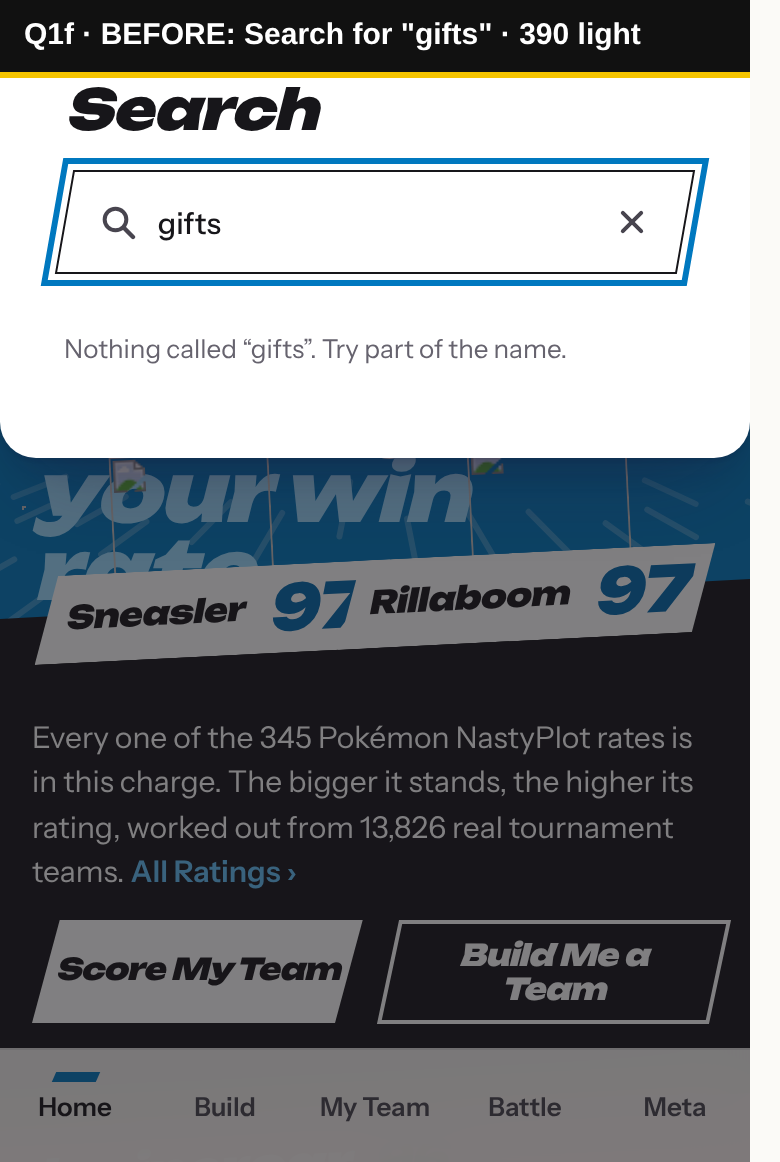 Q1f · BEFORE: Search for "gifts" · 390 light
Search
gifts
Nothing called “gifts”. Try part of the name.
your win
rate
Sneasler 97 Rillaboom 97
Every one of the 345 Pokémon NastyPlot rates is
in this charge. The bigger it stands, the higher its
rating, worked out from 13,826 real tournament
teams. All Ratings ›
Score My Team
Build Me a
Team
Home Build My Team Battle Meta